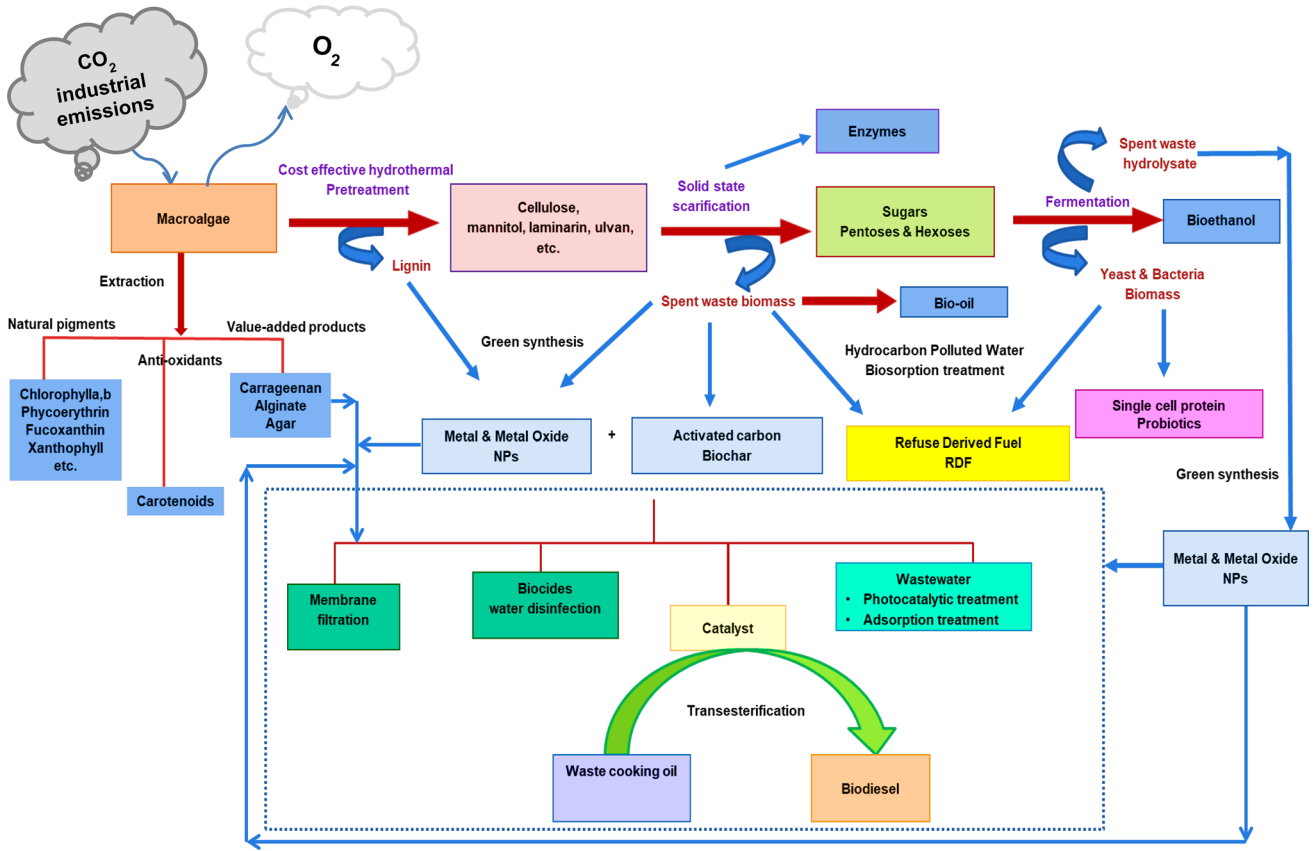 CO2
industrial
emissions
O2
Macroalgae
Cost effective hydrothermal
Pretreatment
Lignin
Cellulose,
mannitol, laminarin, ulvan,
etc.
Solid state
scarification
Enzymes
Sugars
Pentoses & Hexoses
Fermentation
Spent waste
hydrolysate
Bioethanol
Yeast & Bacteria
Biomass
Spent waste biomass
Bio-oil
Extraction
Natural pigments
Anti-oxidants
Value-added products
Chlorophylla,b
Phycoerythrin
Fucoxanthin
Xanthophyll
etc.
Carotenoids
Carrageenan
Alginate
Agar
Green synthesis
Metal & Metal Oxide
NPs
+
Activated carbon
Biochar
Hydrocarbon Polluted Water
Biosorption treatment
Refuse Derived Fuel
RDF
Single cell protein
Probiotics
Green synthesis
Metal & Metal Oxide
NPs
Membrane
filtration
Biocides
water disinfection
Catalyst
Wastewater
• Photocatalytic treatment
• Adsorption treatment
Transesterification
Waste cooking oil
Biodiesel